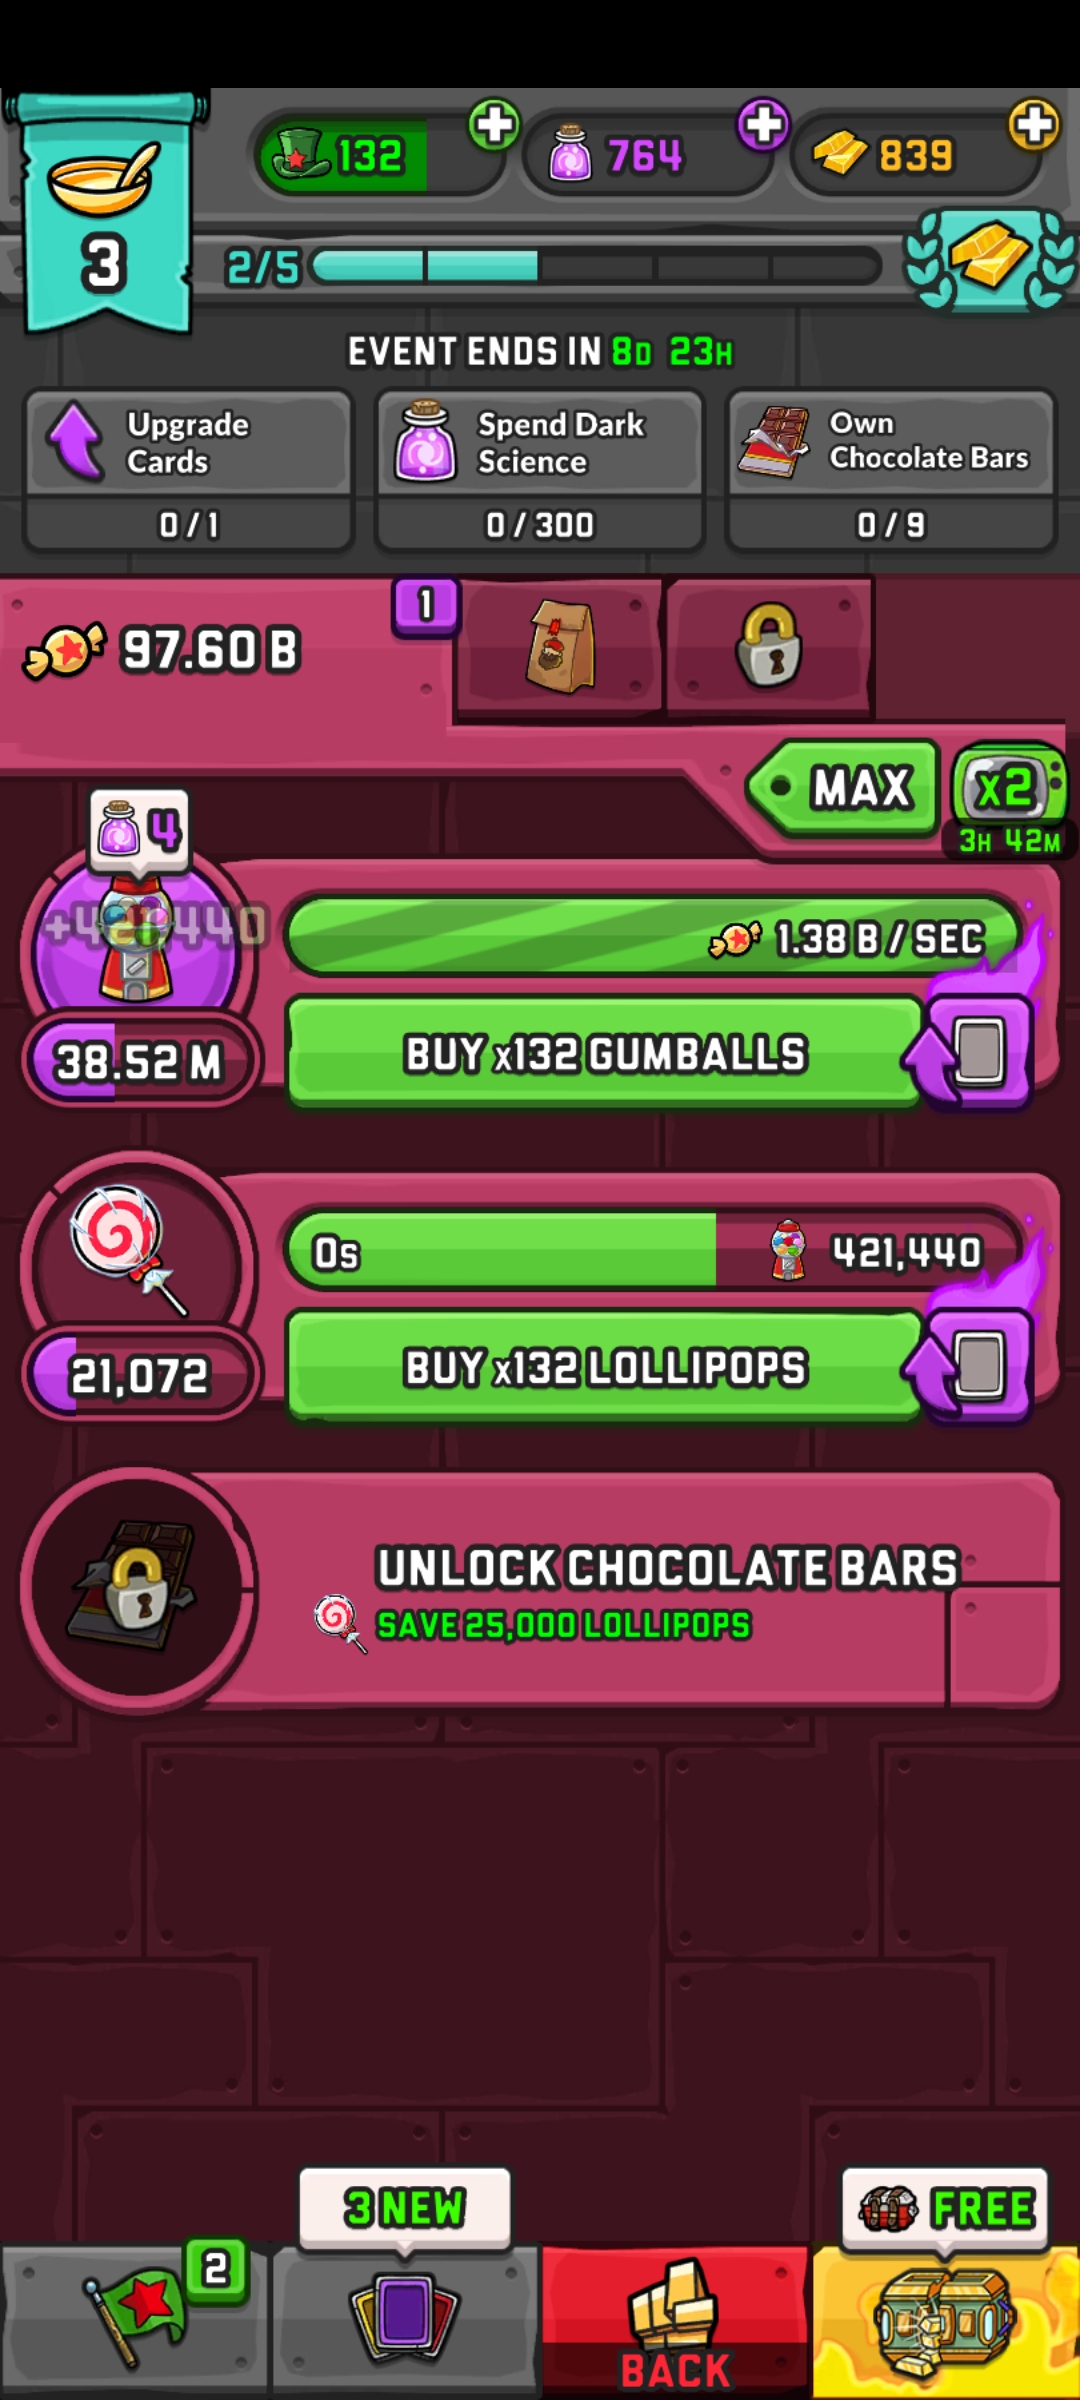 132
764
839
3
2/5
EVENT ENDS IN 8D 23H
Upgrade
Cards
0 / 1
Spend Dark
Science
0 / 300
Own
Chocolate Bars
0 / 9
97.60 B
1
MAX
x2
3H 42M
4
+421,440
1.38 B / SEC
38.52 M
BUY x132 GUMBALLS
0s
421,440
21,072
BUY x132 LOLLIPOPS
UNLOCK CHOCOLATE BARS
SAVE 25,000 LOLLIPOPS
3 NEW
FREE
2
BACK